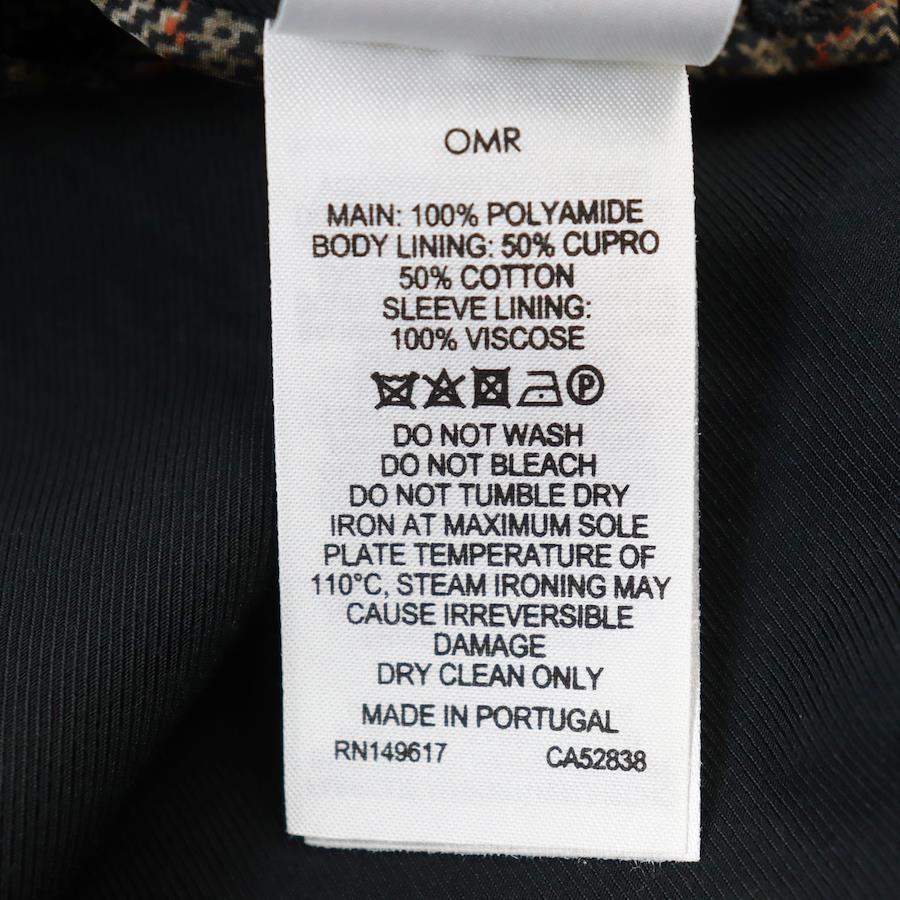 OMR
MAIN: 100% POLYAMIDE
BODY LINING: 50% CUPRO
50% COTTON
SLEEVE LINING:
100% VISCOSE
P
DO NOT WASH
DO NOT BLEACH
DO NOT TUMBLE DRY
IRON AT MAXIMUM SOLE
PLATE TEMPERATURE OF
110°C, STEAM IRONING MAY
CAUSE IRREVERSIBLE
DAMAGE
DRY CLEAN ONLY
MADE IN PORTUGAL
RN149617 CA52838